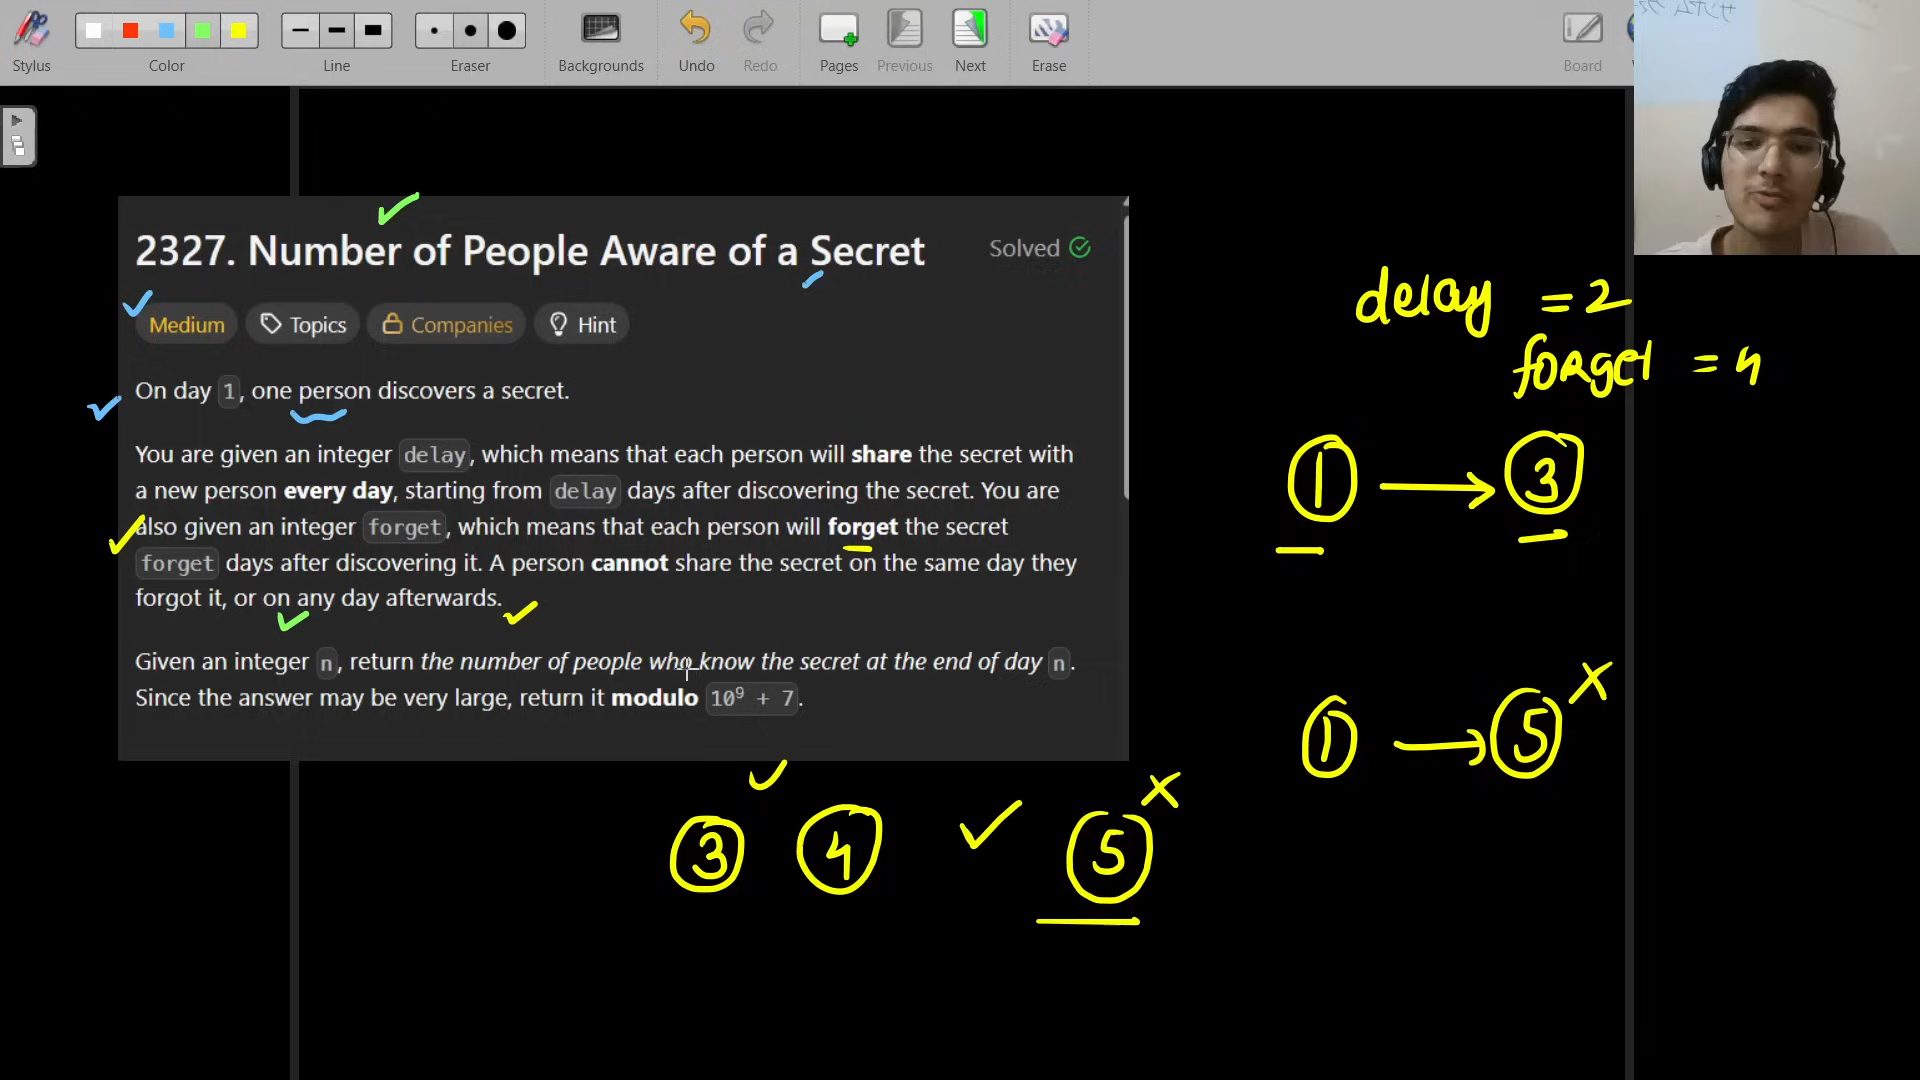 Stylus
Color
Line
Eraser
Backgrounds
Undo
Redo
Pages
Previous
Next
Erase
Board
2327. Number of People Aware of a Secret
Solved
Medium
Topics
Companies
Hint
On day 1, one person discovers a secret.
You are given an integer delay, which means that each person will share the secret with
a new person every day, starting from delay days after discovering the secret. You are
also given an integer forget, which means that each person will forget the secret
forget days after discovering it. A person cannot share the secret on the same day they
forgot it, or on any day afterwards.
Given an integer n, return the number of people who know the secret at the end of day n.
Since the answer may be very large, return it modulo 10⁹ + 7.
delay = 2
forget = 4
1 → 3
1 → 5 x
3 4 5 x